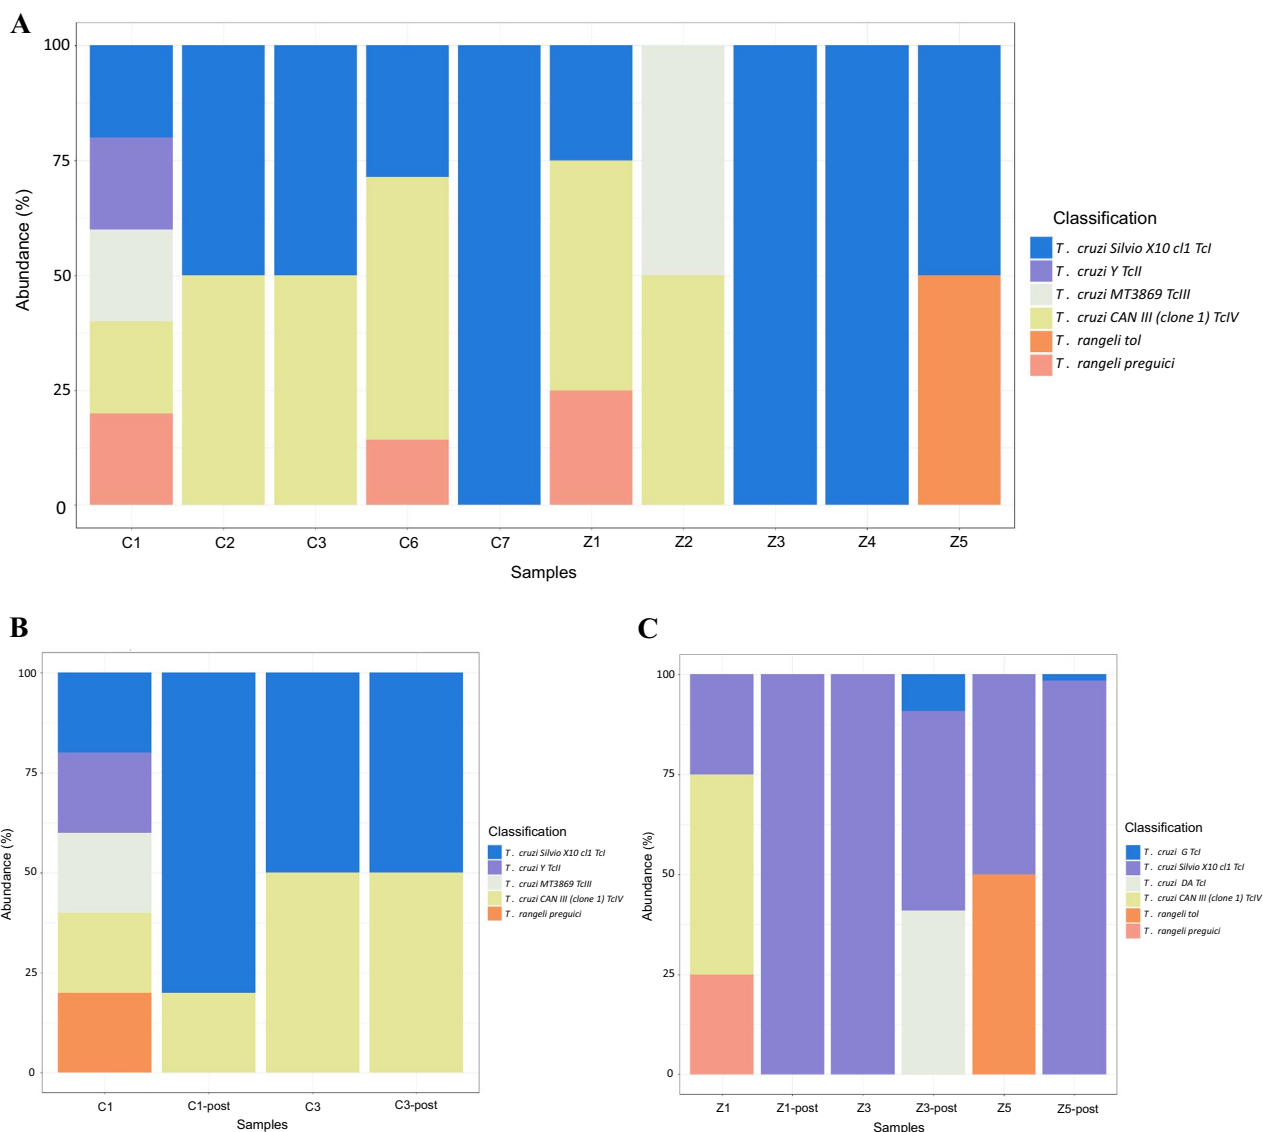 A
100
75
50
25
0
Abundance (%)
C1 C2 C3 C6 C7 Z1 Z2 Z3 Z4 Z5
Samples
Classification
T. cruzi Silvio X10 cl1 TcI
T. cruzi Y TcII
T. cruzi MT3869 TcIII
T. cruzi CAN III (clone 1) TcIV
T. rangeli tol
T. rangeli preguici
B
100
75
50
25
0
Abundance (%)
C1 C1-post C3 C3-post
Samples
Classification
T. cruzi Silvio X10 cl1 TcI
T. cruzi Y TcII
T. cruzi MT3869 TcIII
T. cruzi CAN III (clone 1) TcIV
T. rangeli preguici
C
100
75
50
25
0
Abundance (%)
Z1 Z1-post Z3 Z3-post Z5 Z5-post
Samples
Classification
T. cruzi G TcI
T. cruzi Silvio X10 cl1 TcI
T. cruzi DA TcI
T. cruzi CAN III (clone 1) TcIV
T. rangeli tol
T. rangeli preguici